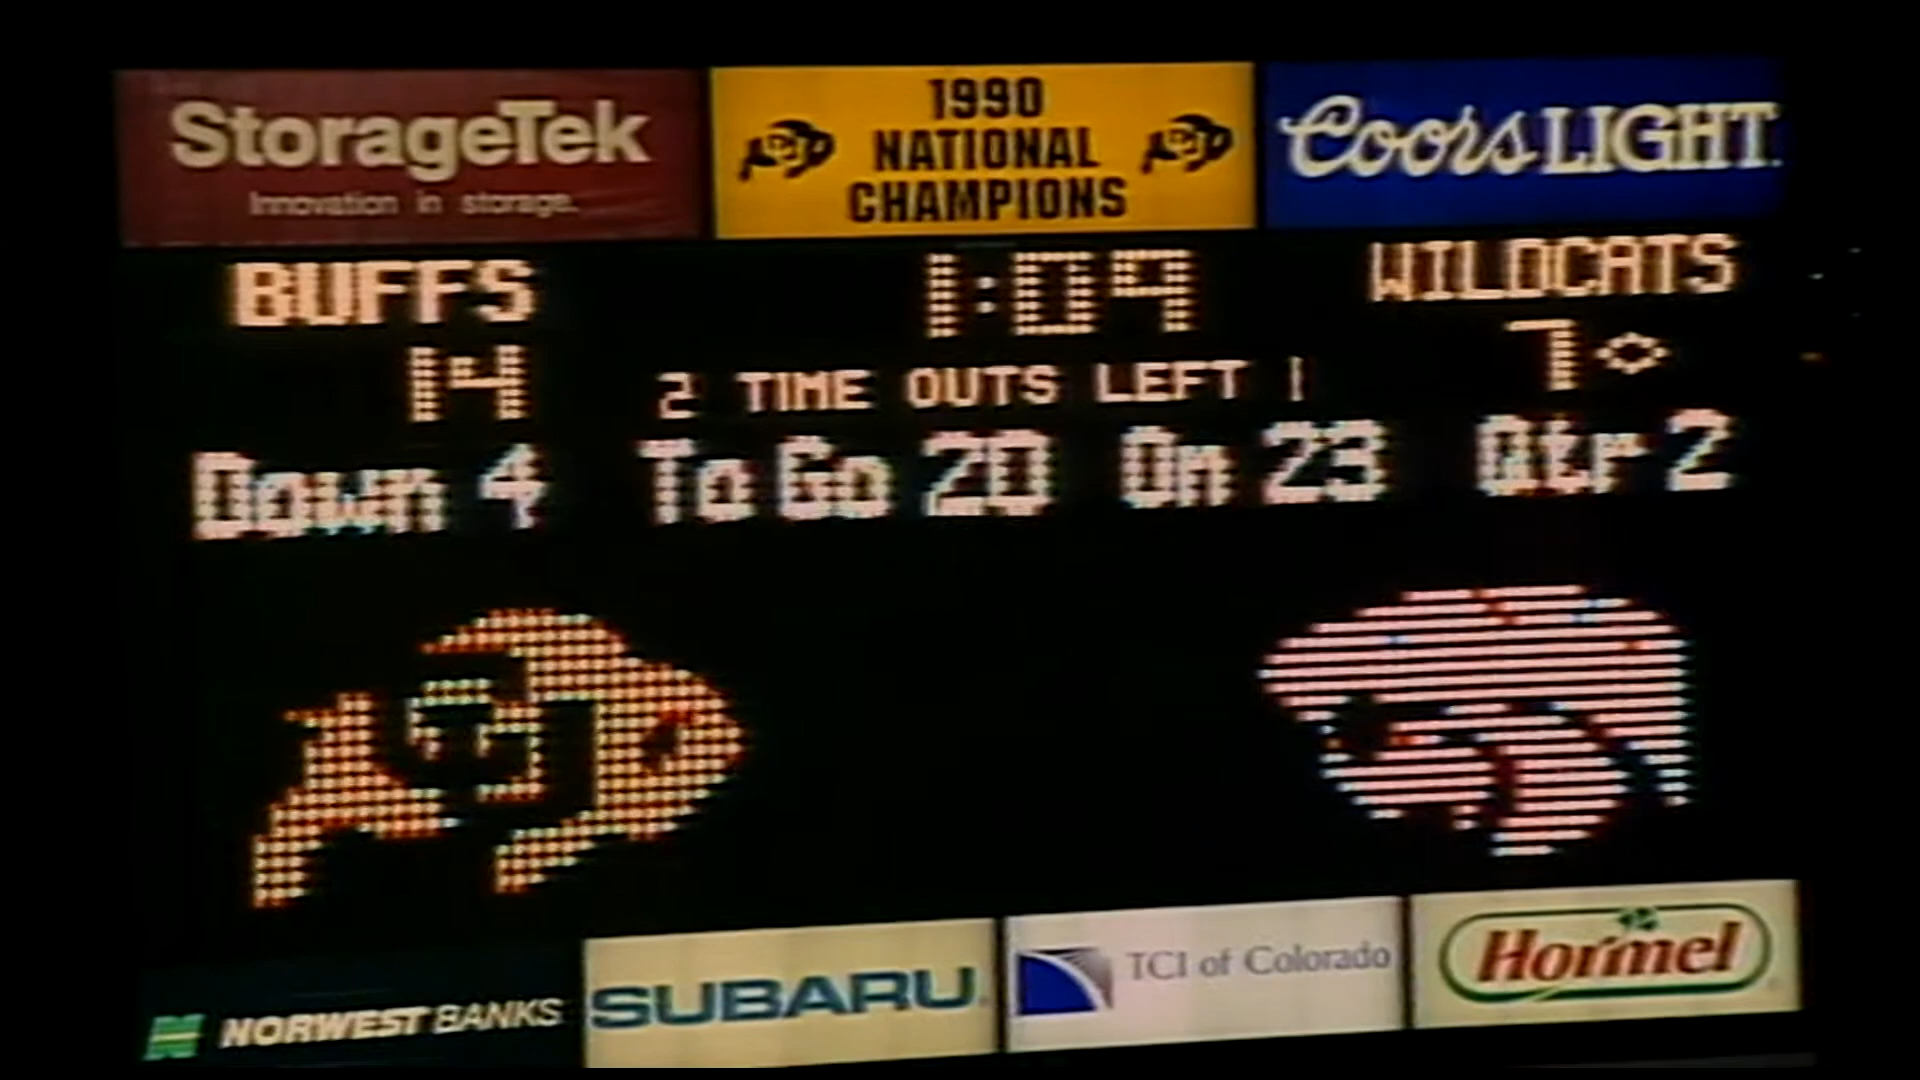 StorageTek
Innovation in storage.
1990
NATIONAL
CHAMPIONS
Coors LIGHT
BUFFS 1:09 WILDCATS
14 7
2 TIME OUTS LEFT 1
Down 4 To Go 20 On 23 Qtr 2
CU
NORWEST BANKS
SUBARU
TCI of Colorado
Hormel